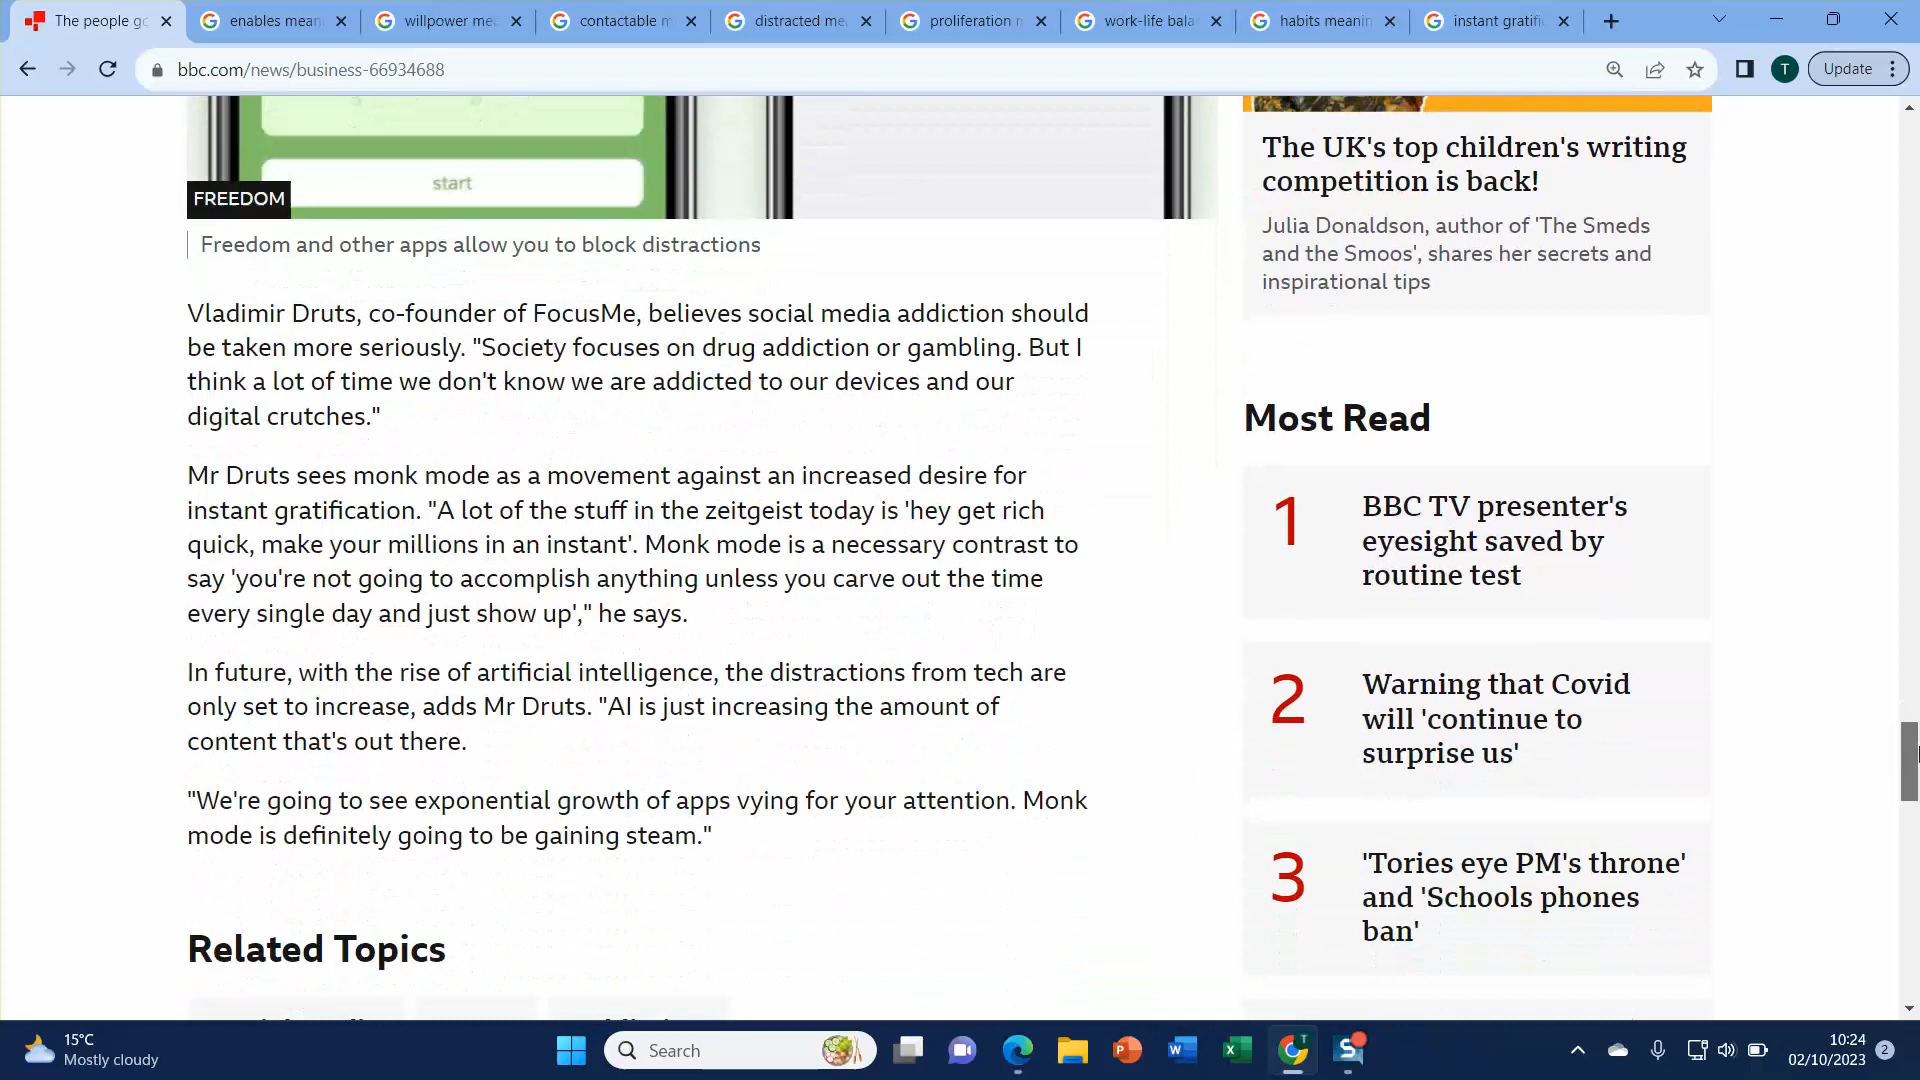 The people go
enables mean
willpower me
contactable m
distracted me
proliferation m
work-life bala
habits meanin
instant gratifi
bbc.com/news/business-66934688
T
Update
start
FREEDOM
Freedom and other apps allow you to block distractions
Vladimir Druts, co-founder of FocusMe, believes social media addiction should
be taken more seriously. "Society focuses on drug addiction or gambling. But I
think a lot of time we don't know we are addicted to our devices and our
digital crutches."
Mr Druts sees monk mode as a movement against an increased desire for
instant gratification. "A lot of the stuff in the zeitgeist today is 'hey get rich
quick, make your millions in an instant'. Monk mode is a necessary contrast to
say 'you're not going to accomplish anything unless you carve out the time
every single day and just show up'," he says.
In future, with the rise of artificial intelligence, the distractions from tech are
only set to increase, adds Mr Druts. "AI is just increasing the amount of
content that's out there.
"We're going to see exponential growth of apps vying for your attention. Monk
mode is definitely going to be gaining steam."
Related Topics
The UK's top children's writing
competition is back!
Julia Donaldson, author of 'The Smeds
and the Smoos', shares her secrets and
inspirational tips
Most Read
1
BBC TV presenter's
eyesight saved by
routine test
2
Warning that Covid
will 'continue to
surprise us'
3
'Tories eye PM's throne'
and 'Schools phones
ban'
15°C
Mostly cloudy
Search
10:24
02/10/2023
2